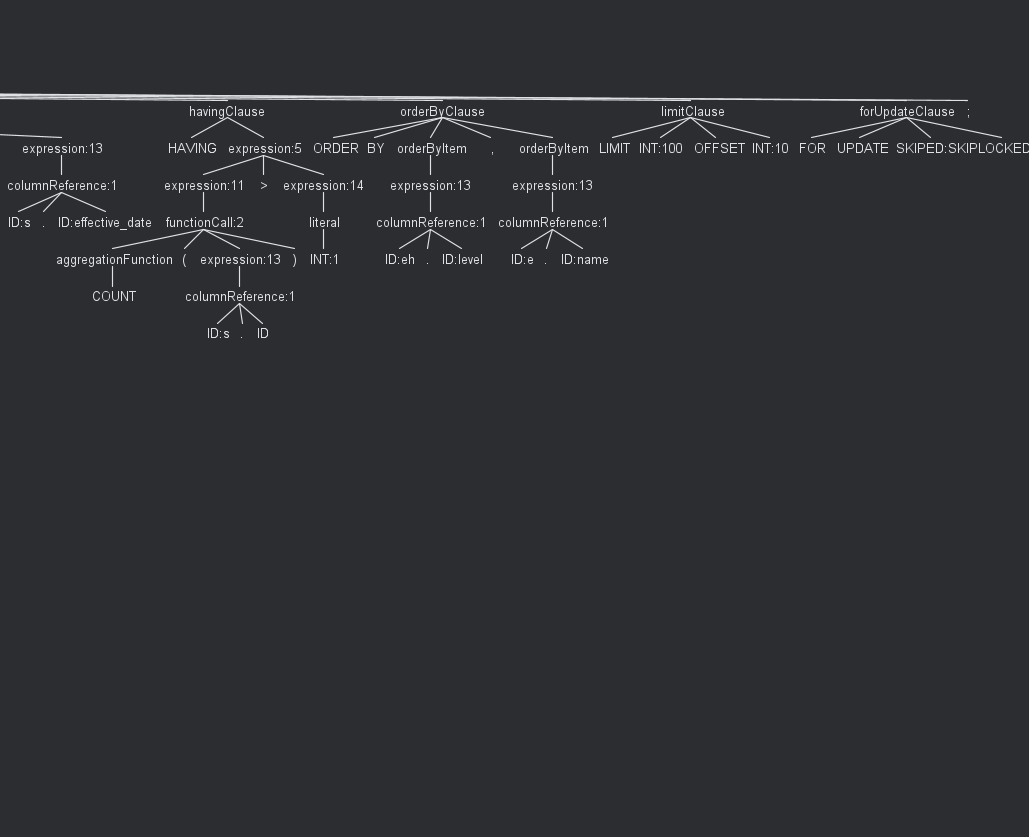 havingClause orderByClause limitClause forUpdateClause ;
expression:13 HAVING expression:5 ORDER BY orderByItem , orderByItem LIMIT INT:100 OFFSET INT:10 FOR UPDATE SKIPED:SKIPLOCKED
columnReference:1 expression:11 > expression:14 expression:13 expression:13
ID:s . ID:effective_date functionCall:2 literal columnReference:1 columnReference:1
aggregationFunction ( expression:13 ) INT:1 ID:eh . ID:level ID:e . ID:name
COUNT columnReference:1
ID:s . ID